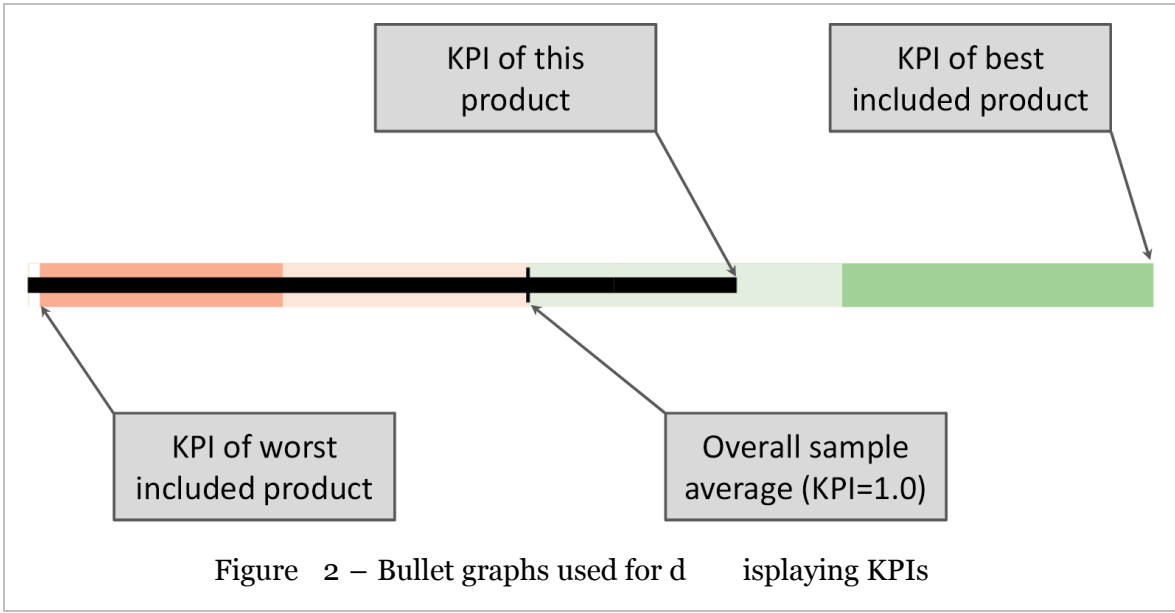 KPI of this
product
KPI of best
included product
KPI of worst
included product
Overall sample
average (KPI=1.0)
Figure 2 – Bullet graphs used for d isplaying KPIs